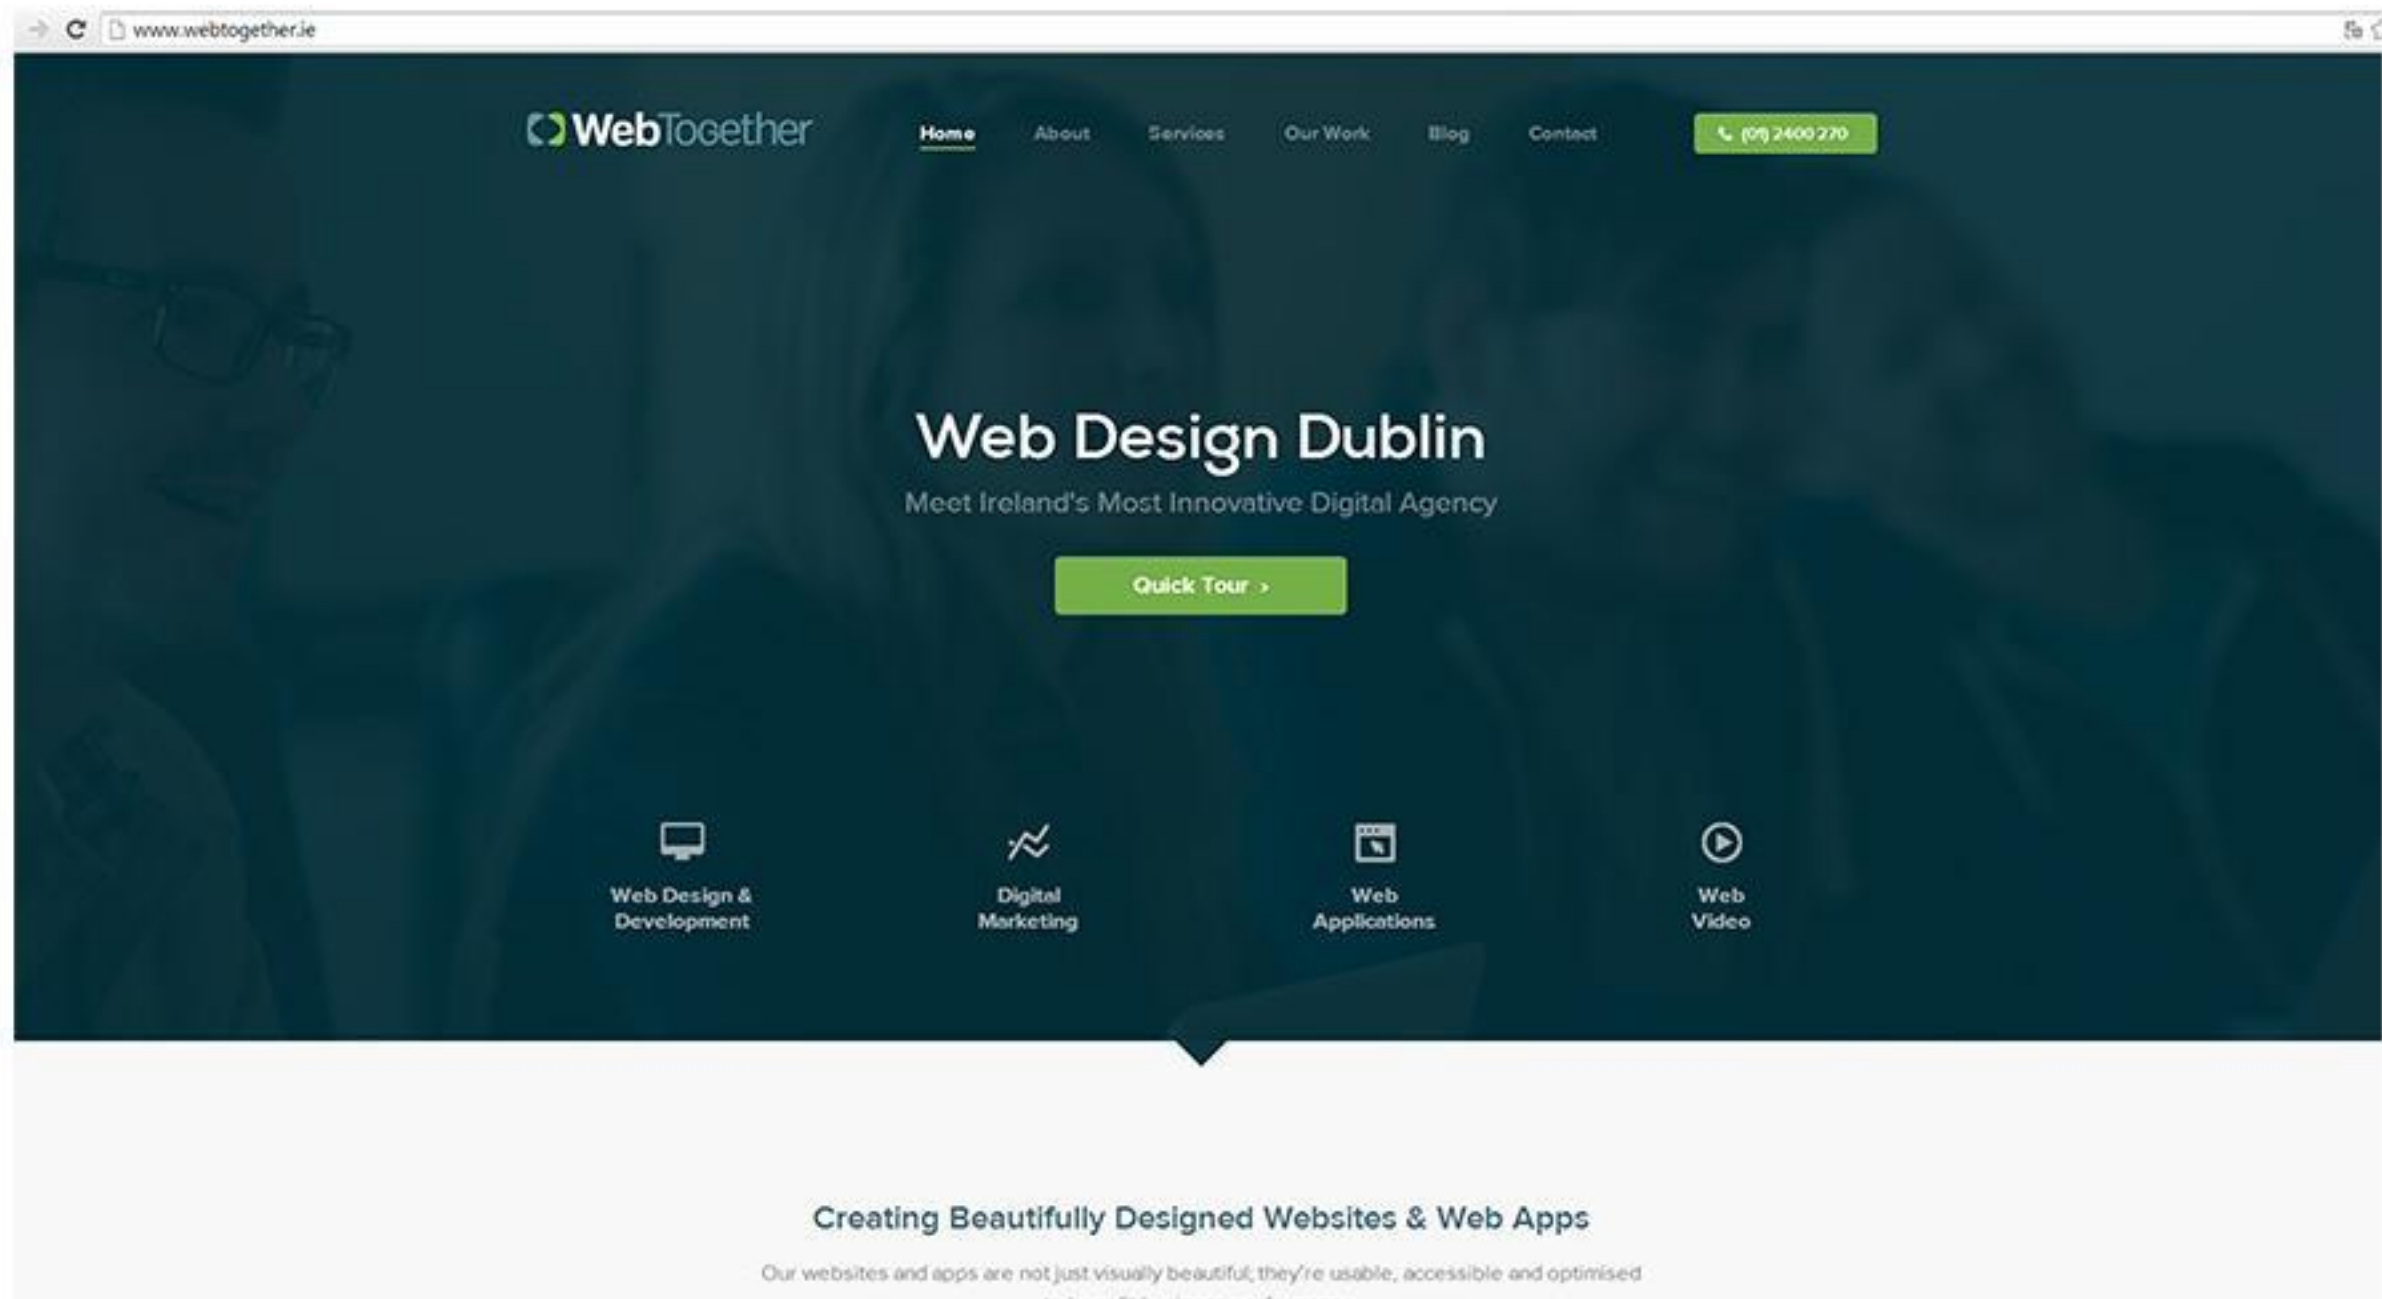 www.webtogether.ie
WebTogether
Home About Services Our Work Blog Contact (01) 2400 270
Web Design Dublin
Meet Ireland's Most Innovative Digital Agency
Quick Tour ›
Web Design &
Development
Digital
Marketing
Web
Applications
Web
Video
Creating Beautifully Designed Websites & Web Apps
Our websites and apps are not just visually beautiful; they're usable, accessible and optimised